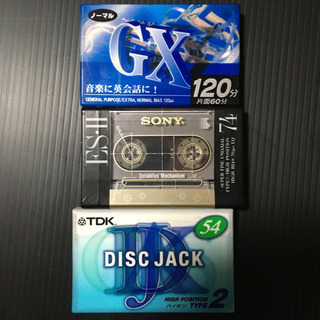 ノーマル
GX
音楽に英会話に!
120分
片面60分
GENERAL PURPOSE/EXTRA, NORMAL BIAS 120μs
SONY
ES・II
74
Establiss Mechanism
TDK
54
DJ
DISC JACK
HIGH POSITION
ハイポジ TYPE 2